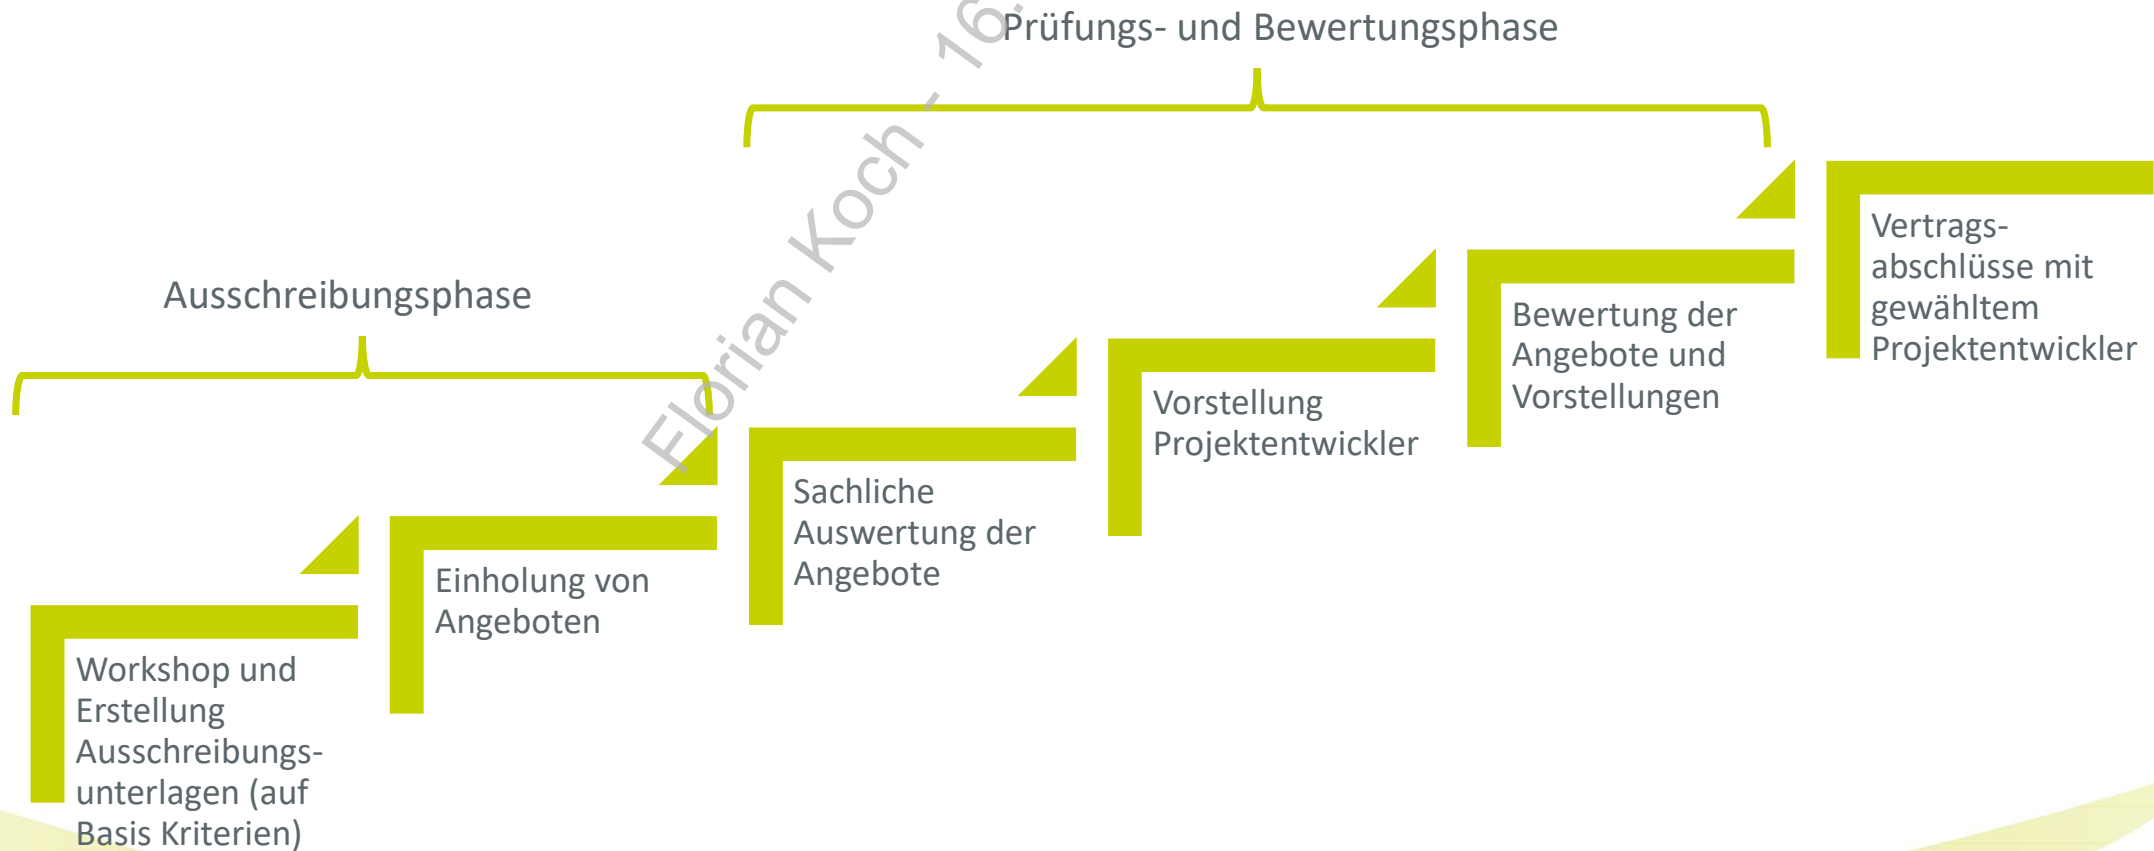 Prüfungs- und Bewertungsphase
Ausschreibungsphase
Workshop und
Erstellung
Ausschreibungs-
unterlagen (auf
Basis Kriterien)
Einholung von
Angeboten
Sachliche
Auswertung der
Angebote
Vorstellung
Projektentwickler
Bewertung der
Angebote und
Vorstellungen
Vertrags-
abschlüsse mit
gewähltem
Projektentwickler
Florian Koch - 16.